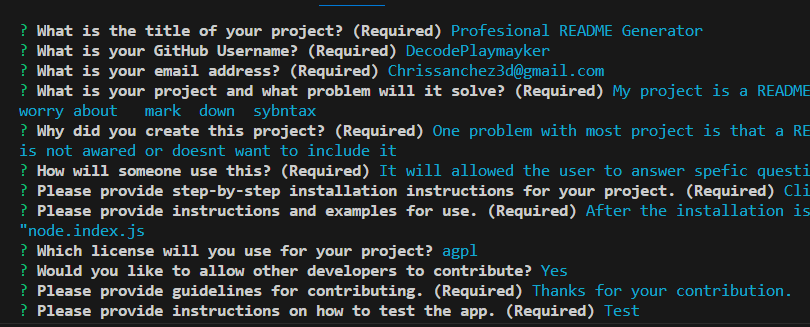 ? What is the title of your project? (Required) Profesional README Generator
? What is your GitHub Username? (Required) DecodePlaymayker
? What is your email address? (Required) Chrissanchez3d@gmail.com
? What is your project and what problem will it solve? (Required) My project is a README
worry about   mark  down  sybntax
? Why did you create this project? (Required) One problem with most project is that a RE
is not awared or doesnt want to include it
? How will someone use this? (Required) It will allowed the user to answer spefic questi
? Please provide step-by-step installation instructions for your project. (Required) Cli
? Please provide instructions and examples for use. (Required) After the installation is
"node.index.js
? Which license will you use for your project? agpl
? Would you like to allow other developers to contribute? Yes
? Please provide guidelines for contributing. (Required) Thanks for your contribution.
? Please provide instructions on how to test the app. (Required) Test